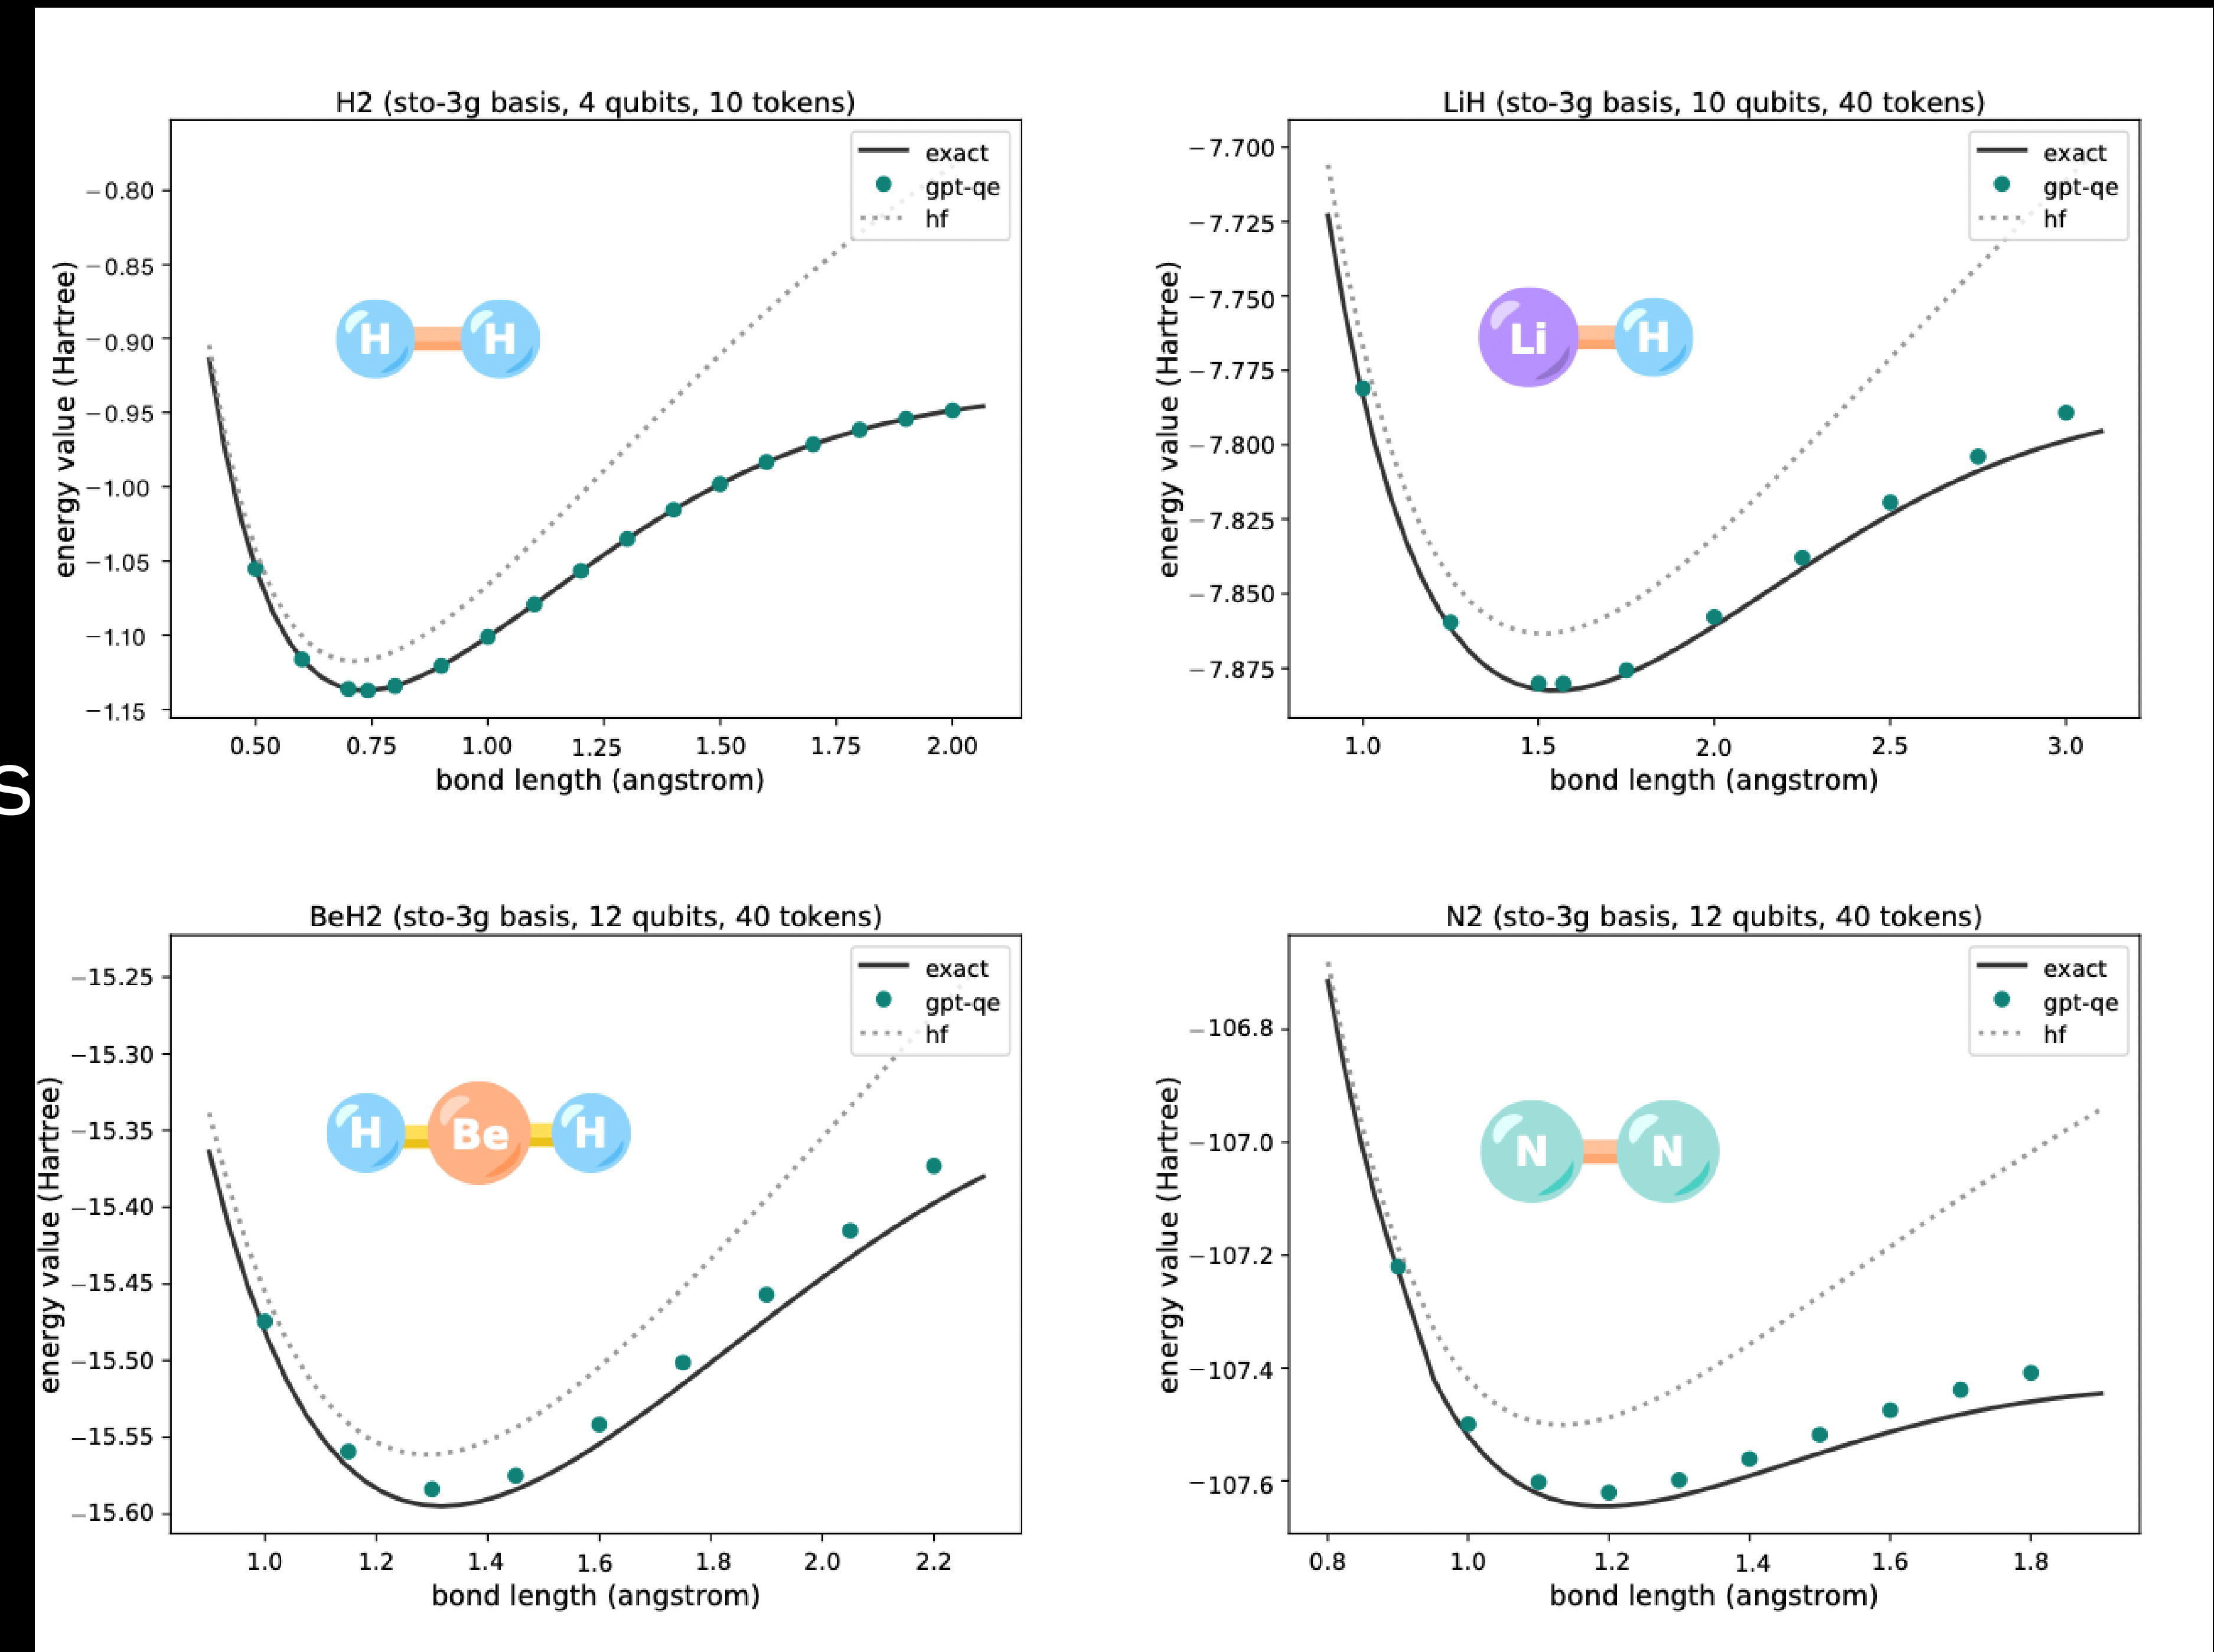 H2 (sto-3g basis, 4 qubits, 10 tokens)
exact
gpt-qe
hf
H H
energy value (Hartree)
−0.80
−0.85
−0.90
−0.95
−1.00
−1.05
−1.10
−1.15
0.50 0.75 1.00 1.25 1.50 1.75 2.00
bond length (angstrom)
LiH (sto-3g basis, 10 qubits, 40 tokens)
exact
gpt-qe
hf
Li H
energy value (Hartree)
−7.700
−7.725
−7.750
−7.775
−7.800
−7.825
−7.850
−7.875
1.0 1.5 2.0 2.5 3.0
bond length (angstrom)
s
BeH2 (sto-3g basis, 12 qubits, 40 tokens)
exact
gpt-qe
hf
H Be H
energy value (Hartree)
−15.25
−15.30
−15.35
−15.40
−15.45
−15.50
−15.55
−15.60
1.0 1.2 1.4 1.6 1.8 2.0 2.2
bond length (angstrom)
N2 (sto-3g basis, 12 qubits, 40 tokens)
exact
gpt-qe
hf
N N
energy value (Hartree)
−106.8
−107.0
−107.2
−107.4
−107.6
0.8 1.0 1.2 1.4 1.6 1.8
bond length (angstrom)